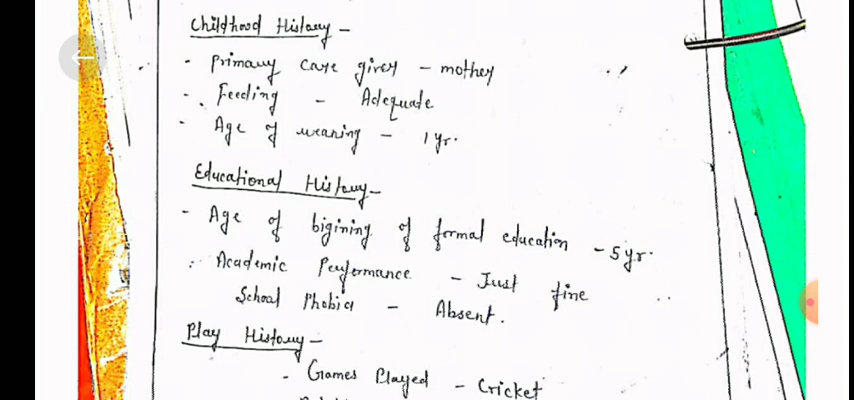 Childhood History -
- Primary care giver - mother
- Feeding - Adequate
- Age of weaning - 1 yr.
Educational History -
- Age of bigining of formal education - 5 yr.
Academic Performance - Just fine
School Phobia - Absent.
Play History -
- Games Played - Cricket